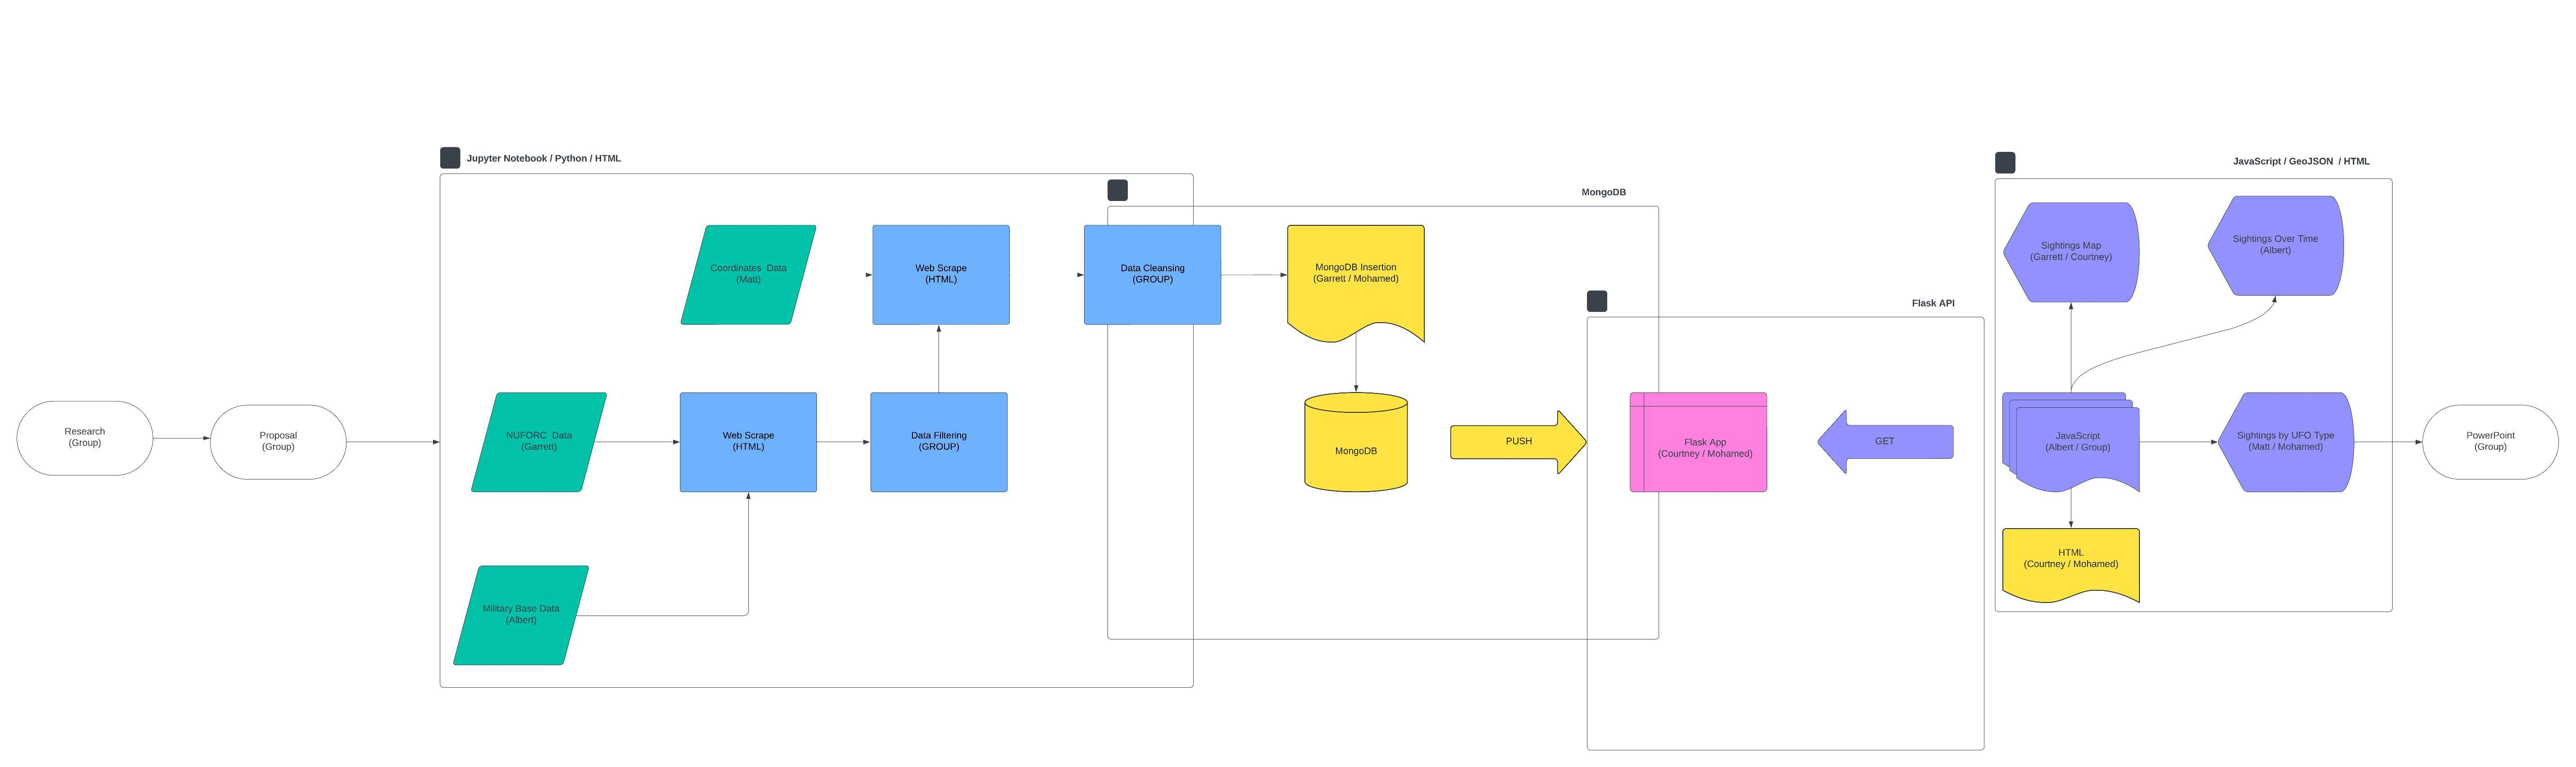 Research
(Group)
Proposal
(Group)
Jupyter Notebook / Python / HTML
Coordinates  Data
(Matt)
Web Scrape
(HTML)
NUFORC  Data
(Garrett)
Web Scrape
(HTML)
Data Filtering
(GROUP)
Military Base Data
(Albert)
MongoDB
Data Cleansing
(GROUP)
MongoDB Insertion
(Garrett / Mohamed)
MongoDB
PUSH
Flask API
Flask App
(Courtney / Mohamed)
GET
JavaScript / GeoJSON  / HTML
Sightings Map
(Garrett / Courtney)
Sightings Over Time
(Albert)
JavaScript
(Albert / Group)
Sightings by UFO Type
(Matt / Mohamed)
HTML
(Courtney / Mohamed)
PowerPoint
(Group)